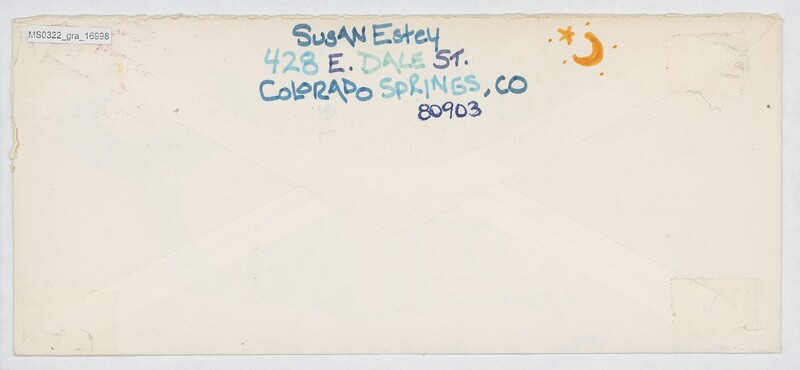 MS0322_gra_16998
Susan Estey
428 E. DALE ST.
COLORADO SPRINGS, CO
80903